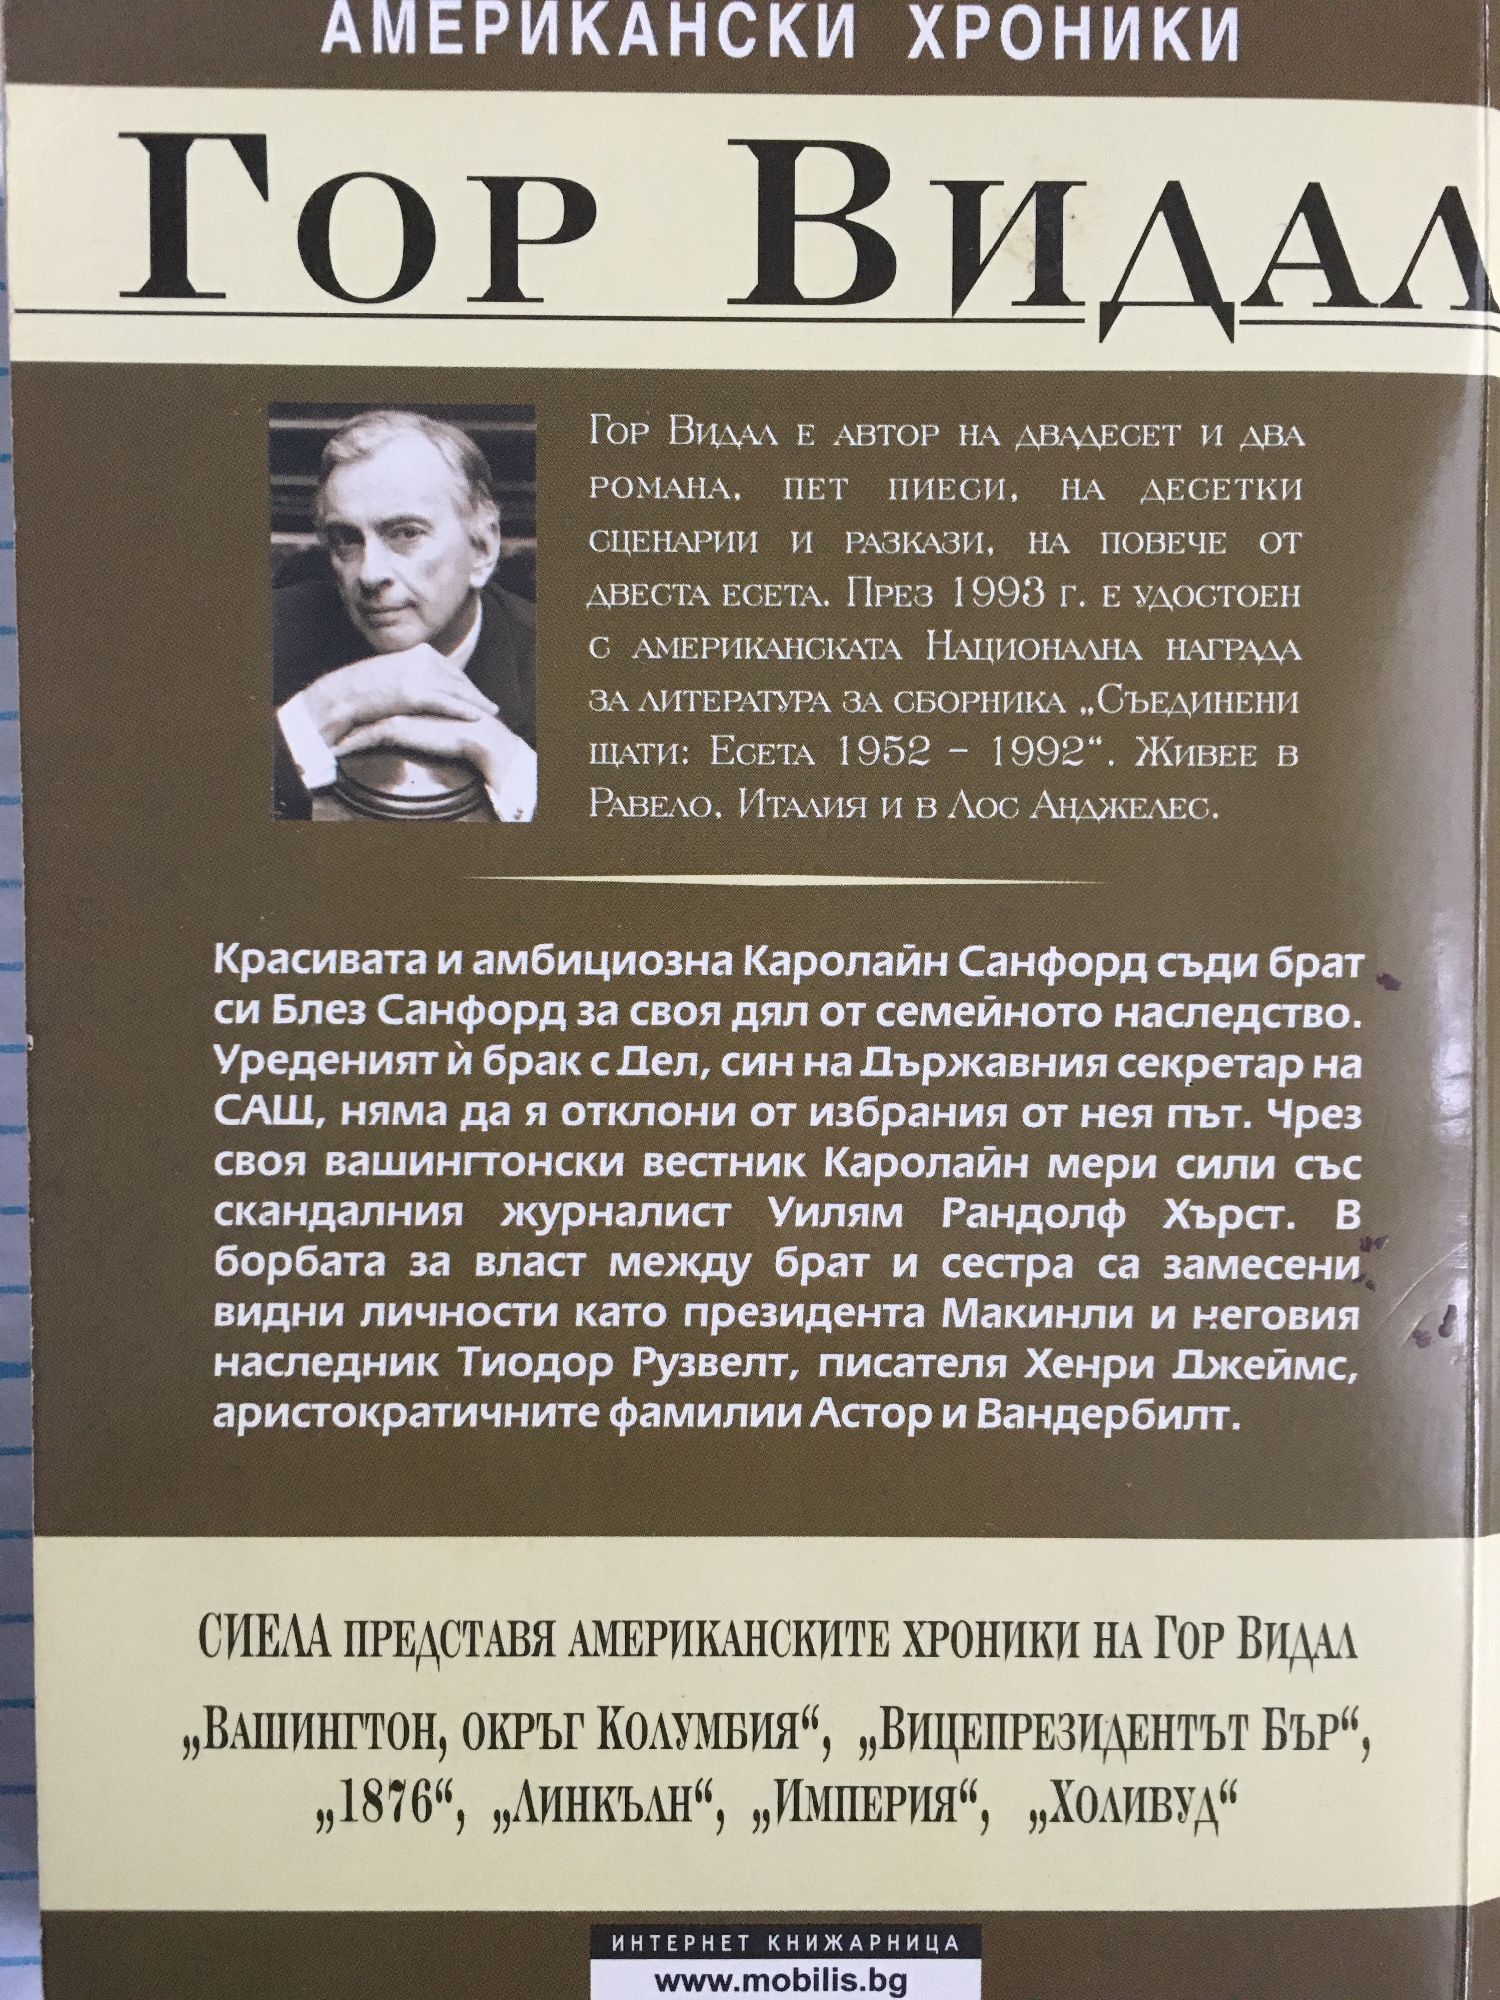 АМЕРИКАНСКИ ХРОНИКИ
ГОР ВИДАЛ
Гор Видал е автор на двадесет и два
романа, пет пиеси, на десетки
сценарии и разкази, на повече от
двеста есета. През 1993 г. е удостоен
с американската Национална награда
за литература за сборника „Съединени
щати: Есета 1952 – 1992“. Живее в
Равело, Италия и в Лос Анджелес.
Красивата и амбициозна Каролайн Санфорд съди брат
си Блез Санфорд за своя дял от семейното наследство.
Уреденият ѝ брак с Дел, син на Държавния секретар на
САЩ, няма да я отклони от избрания от нея път. Чрез
своя вашингтонски вестник Каролайн мери сили със
скандалния журналист Уилям Рандолф Хърст. В
борбата за власт между брат и сестра са замесени
видни личности като президента Макинли и неговия
наследник Тиодор Рузвелт, писателя Хенри Джеймс,
аристократичните фамилии Астор и Вандербилт.
СИЕЛА представя американските хроники на Гор Видал
„Вашингтон, окръг Колумбия“, „Вицепрезидентът Бър“,
„1876“, „Линкълн“, „Империя“, „Холивуд“
ИНТЕРНЕТ КНИЖАРНИЦА
www.mobilis.bg